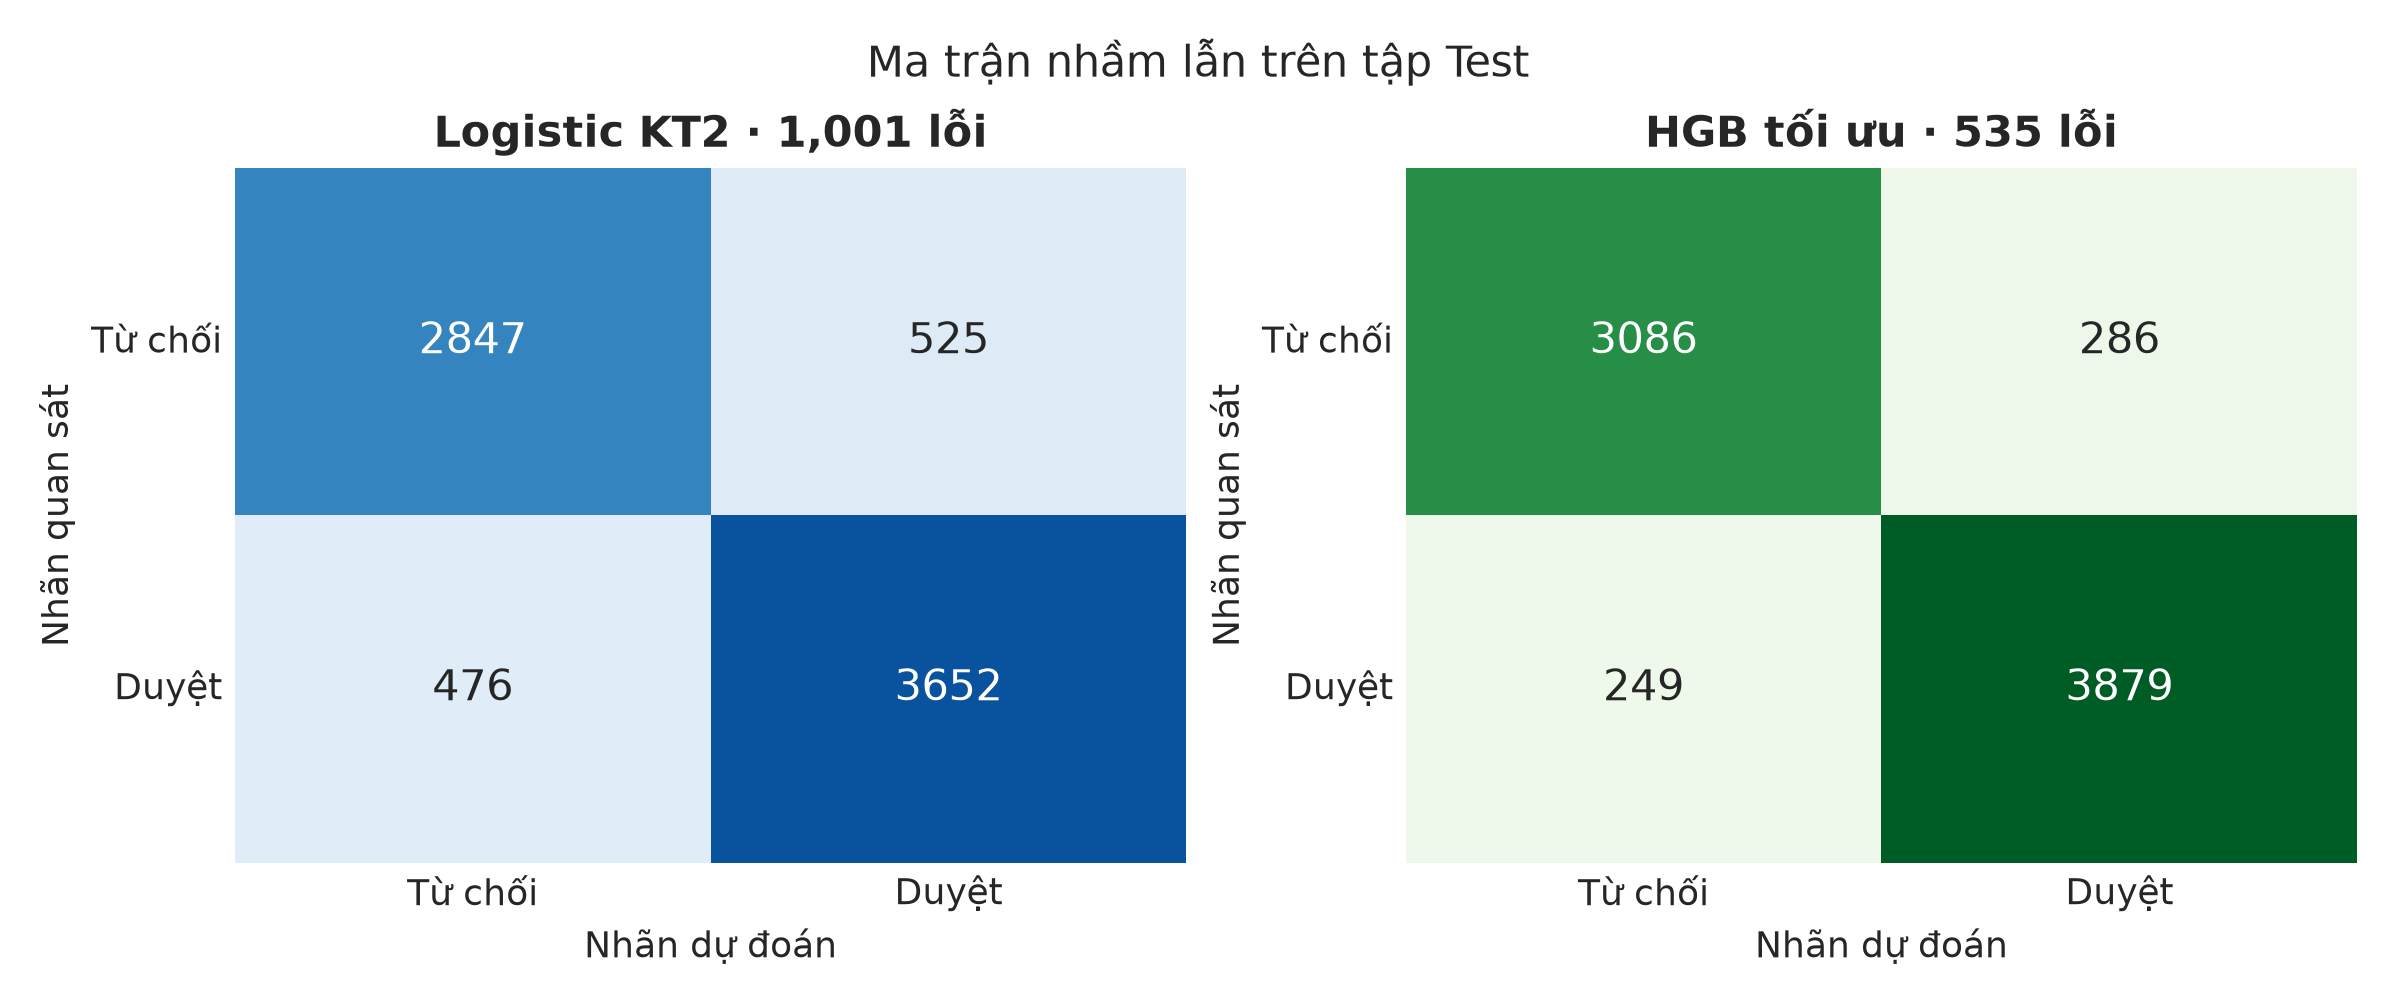 Ma trận nhầm lẫn trên tập Test
Logistic KT2 · 1,001 lỗi
Nhãn quan sát
Từ chối
2847
525
Duyệt
476
3652
Từ chối
Duyệt
Nhãn dự đoán
HGB tối ưu · 535 lỗi
Nhãn quan sát
Từ chối
3086
286
Duyệt
249
3879
Từ chối
Duyệt
Nhãn dự đoán